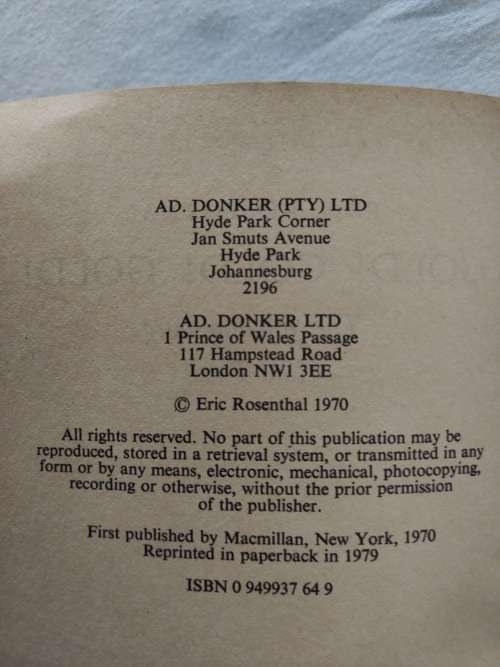 AD. DONKER (PTY) LTD
Hyde Park Corner
Jan Smuts Avenue
Hyde Park
Johannesburg
2196
AD. DONKER LTD
1 Prince of Wales Passage
117 Hampstead Road
London NW1 3EE
© Eric Rosenthal 1970
All rights reserved. No part of this publication may be
reproduced, stored in a retrieval system, or transmitted in any
form or by any means, electronic, mechanical, photocopying,
recording or otherwise, without the prior permission
of the publisher.
First published by Macmillan, New York, 1970
Reprinted in paperback in 1979
ISBN 0 949937 64 9